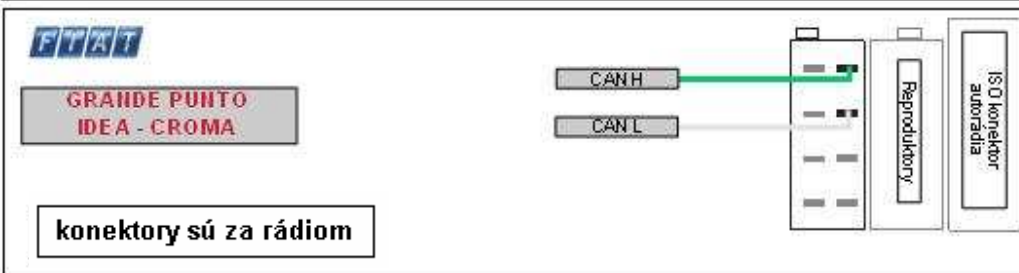 FIAT
GRANDE PUNTO
IDEA - CROMA
konektory sú za rádiom
CAN H
CAN L
Reproduktory
ISO konektor
autorádia